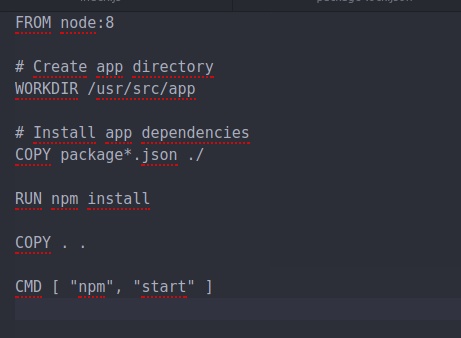 FROM node:8
# Create app directory
WORKDIR /usr/src/app
# Install app dependencies
COPY package*.json ./
RUN npm install
COPY . .
CMD [ "npm", "start" ]